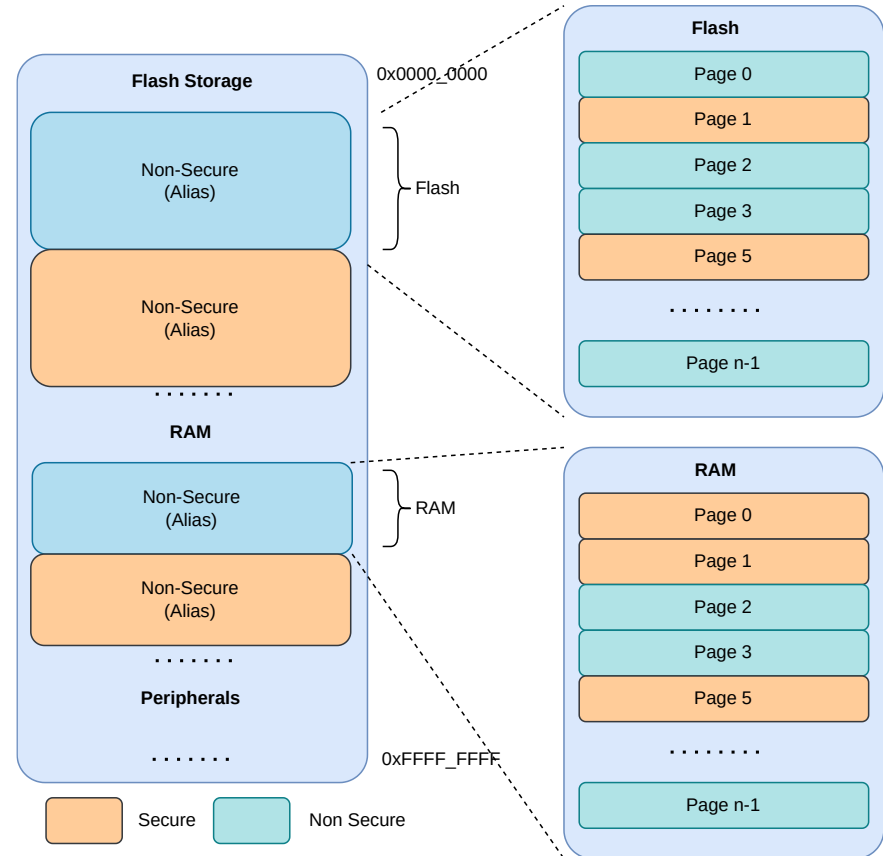 Flash Storage
0x0000_0000
Non-Secure
(Alias)
Flash
Non-Secure
(Alias)
.......
RAM
Non-Secure
(Alias)
RAM
Non-Secure
(Alias)
.......
Peripherals
.......
0xFFFF_FFFF
Secure
Non Secure
Flash
Page 0
Page 1
Page 2
Page 3
Page 5
........
Page n-1
RAM
Page 0
Page 1
Page 2
Page 3
Page 5
........
Page n-1